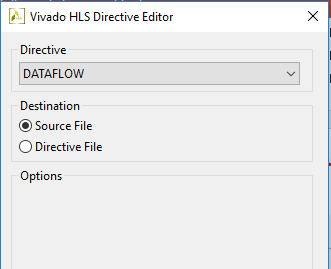 Vivado HLS Directive Editor
Directive
DATAFLOW
Destination
Source File
Directive File
Options